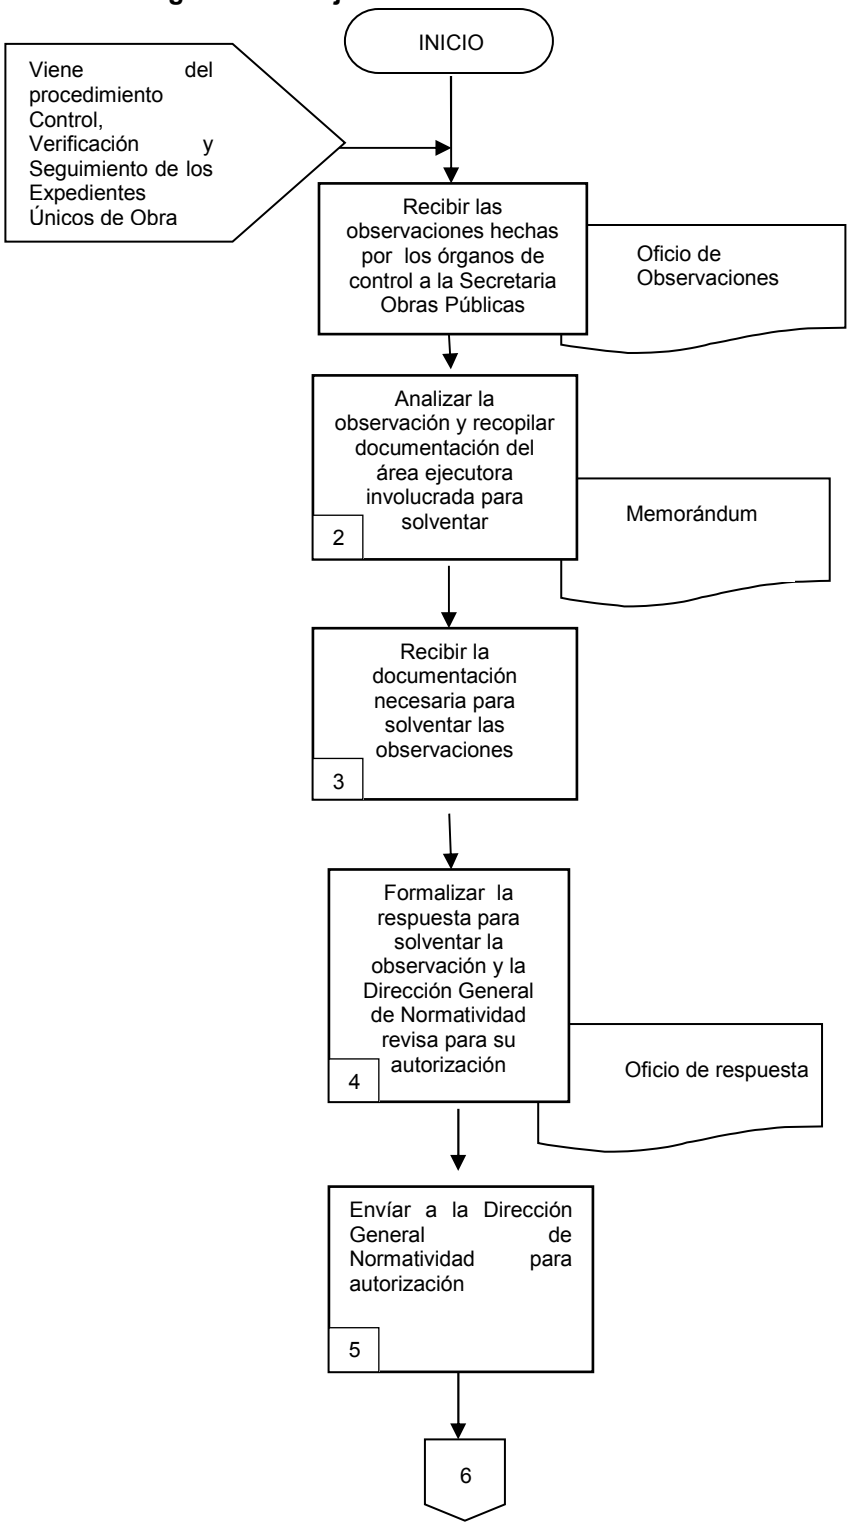 INICIO
Viene del
procedimiento
Control,
Verificación y
Seguimiento de los
Expedientes
Únicos de Obra
Recibir las
observaciones hechas
por los órganos de
control a la Secretaria
Obras Públicas
Oficio de
Observaciones
Analizar la
observación y recopilar
documentación del
área ejecutora
involucrada para
solventar
2
Memorándum
Recibir la
documentación
necesaria para
solventar las
observaciones
3
Formalizar la
respuesta para
solventar la
observación y la
Dirección General
de Normatividad
revisa para su
autorización
4
Oficio de respuesta
Envíar a la Dirección
General de
Normatividad para
autorización
5
6